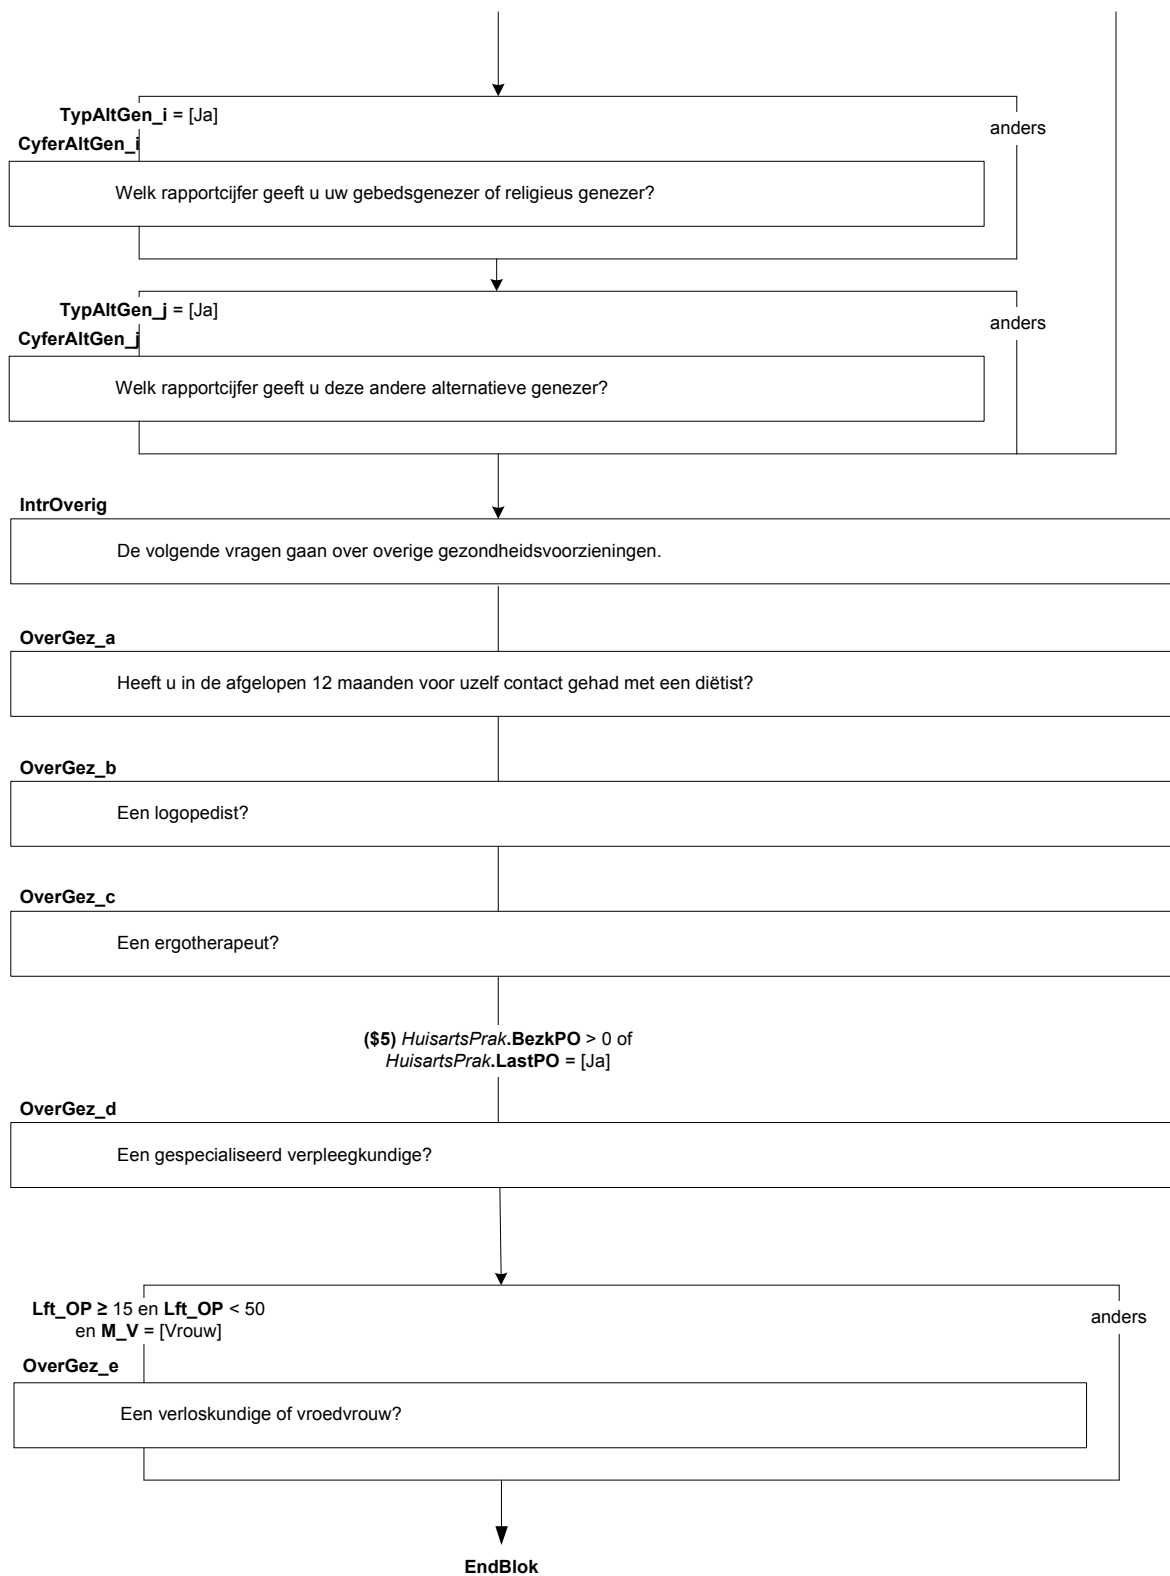 TypAltGen_i = [Ja]
anders
CyferAltGen_i
Welk rapportcijfer geeft u uw gebedsgenezer of religieus genezer?
TypAltGen_j = [Ja]
anders
CyferAltGen_j
Welk rapportcijfer geeft u deze andere alternatieve genezer?
IntrOverig
De volgende vragen gaan over overige gezondheidsvoorzieningen.
OverGez_a
Heeft u in de afgelopen 12 maanden voor uzelf contact gehad met een diëtist?
OverGez_b
Een logopedist?
OverGez_c
Een ergotherapeut?
($5) HuisartsPrak.BezkPO > 0 of
HuisartsPrak.LastPO = [Ja]
OverGez_d
Een gespecialiseerd verpleegkundige?
Lft_OP ≥ 15 en Lft_OP < 50
en M_V = [Vrouw]
anders
OverGez_e
Een verloskundige of vroedvrouw?
EndBlok